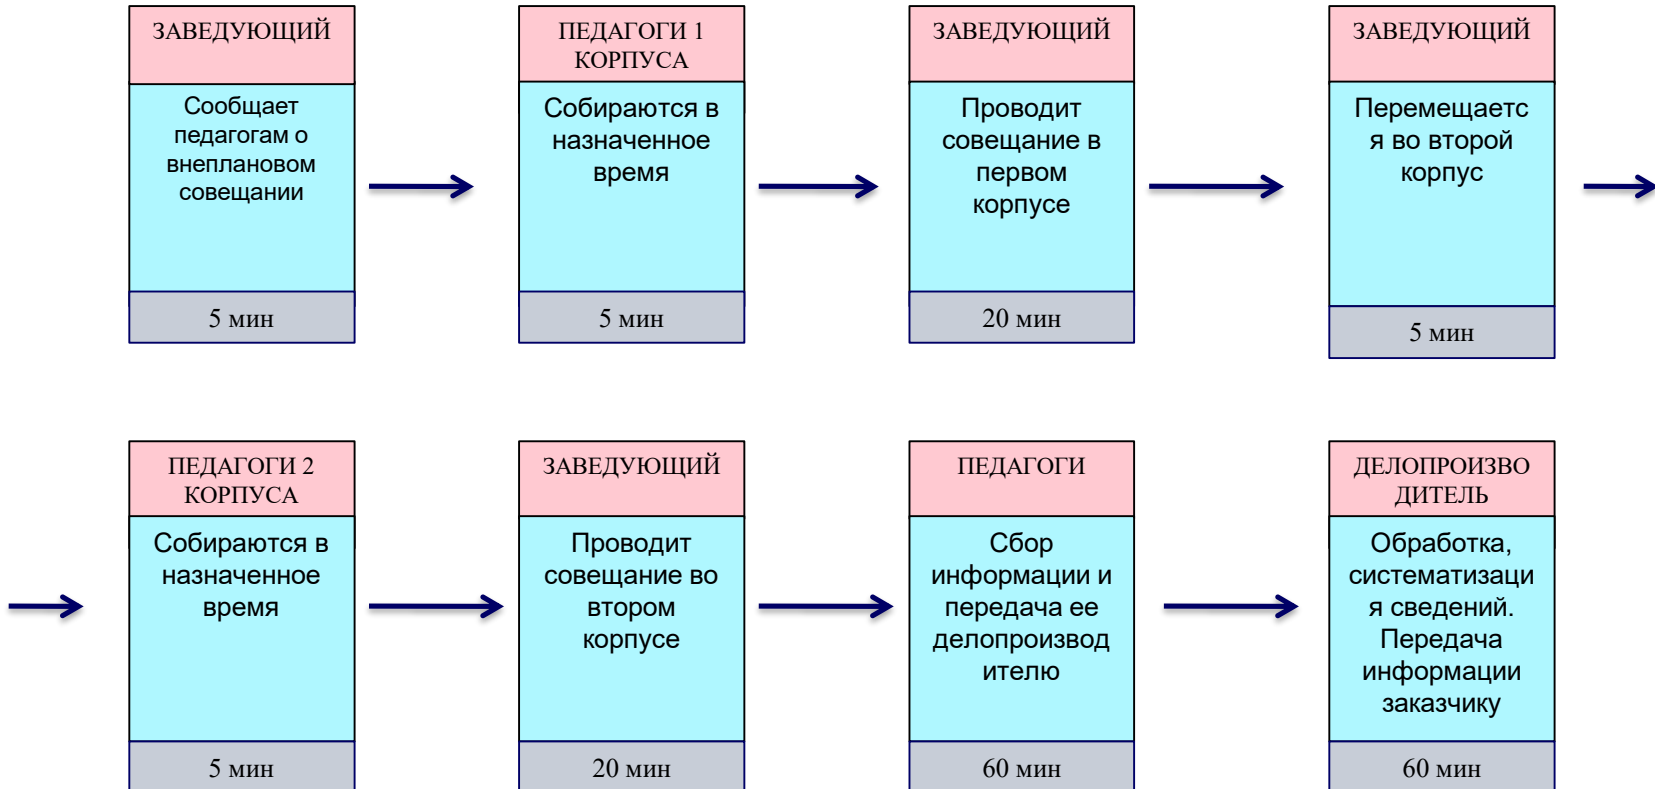 ЗАВЕДУЮЩИЙ
Сообщает
педагогам о
внеплановом
совещании
5 мин
ПЕДАГОГИ 1
КОРПУСА
Собираются в
назначенное
время
5 мин
ЗАВЕДУЮЩИЙ
Проводит
совещание в
первом
корпусе
20 мин
ЗАВЕДУЮЩИЙ
Перемещаетс
я во второй
корпус
5 мин
ПЕДАГОГИ 2
КОРПУСА
Собираются в
назначенное
время
5 мин
ЗАВЕДУЮЩИЙ
Проводит
совещание во
втором
корпусе
20 мин
ПЕДАГОГИ
Сбор
информации и
передача ее
делопроизвод
ителю
60 мин
ДЕЛОПРОИЗВО
ДИТЕЛЬ
Обработка,
систематизаци
я сведений.
Передача
информации
заказчику
60 мин